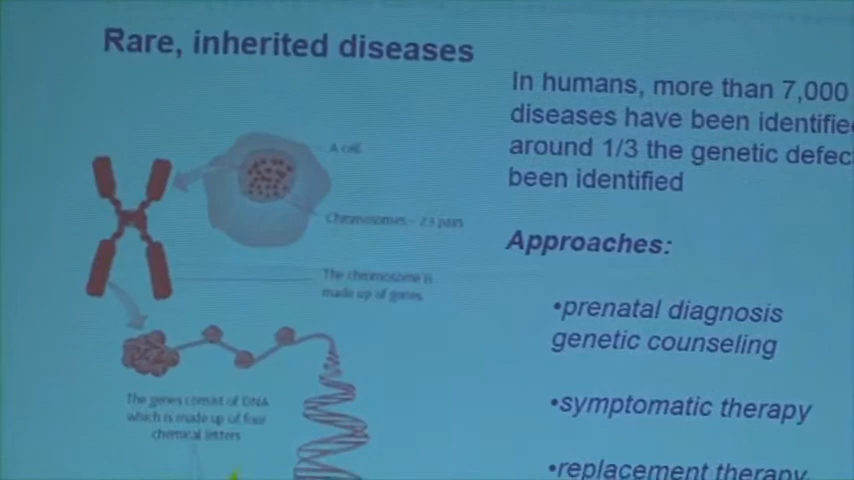 Rare, inherited diseases
In humans, more than 7,000
diseases have been identifie
around 1/3 the genetic defec
been identified
Approaches:
•prenatal diagnosis
genetic counseling
•symptomatic therapy
•replacement therapy
A cell
Chromosomes - 23 pairs
The chromosome is
made up of genes
The genes consist of DNA
which is made up of four
chemical letters